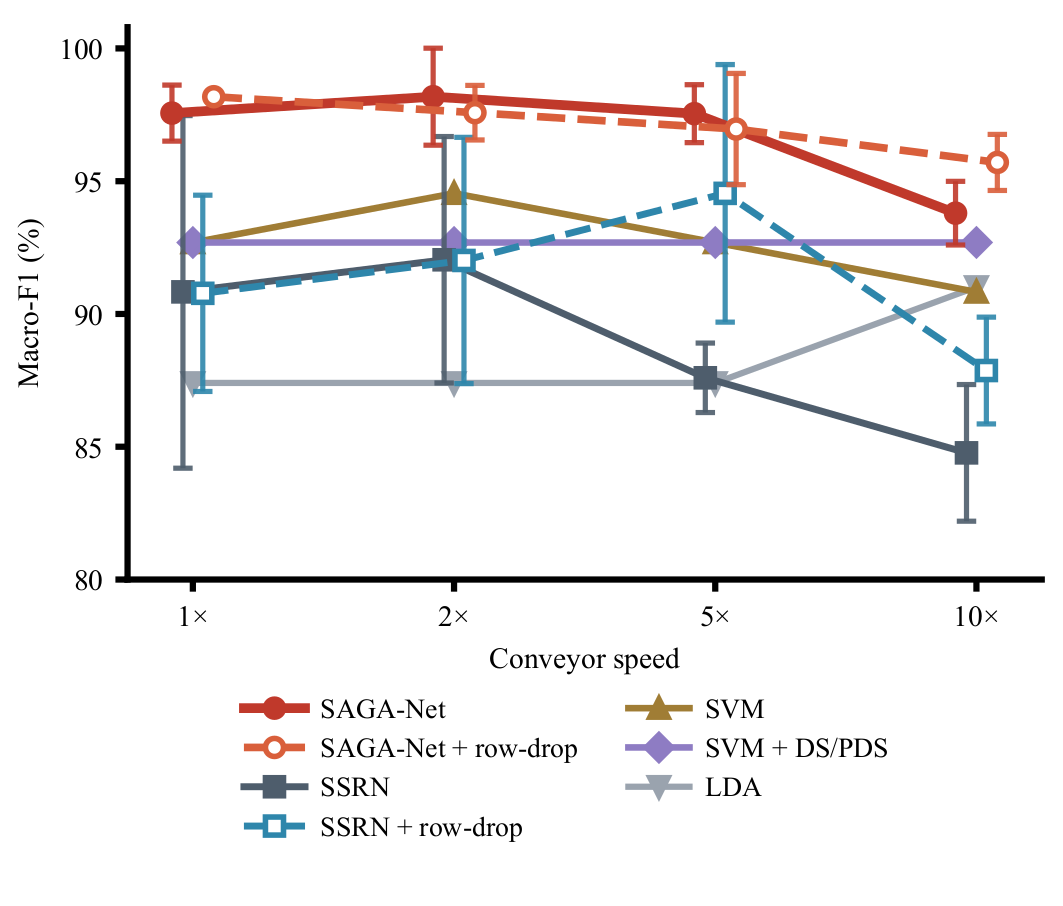 100
95
90
85
80
Macro-F1 (%)
1× 2× 5× 10×
Conveyor speed
SAGA-Net
SAGA-Net + row-drop
SSRN
SSRN + row-drop
SVM
SVM + DS/PDS
LDA